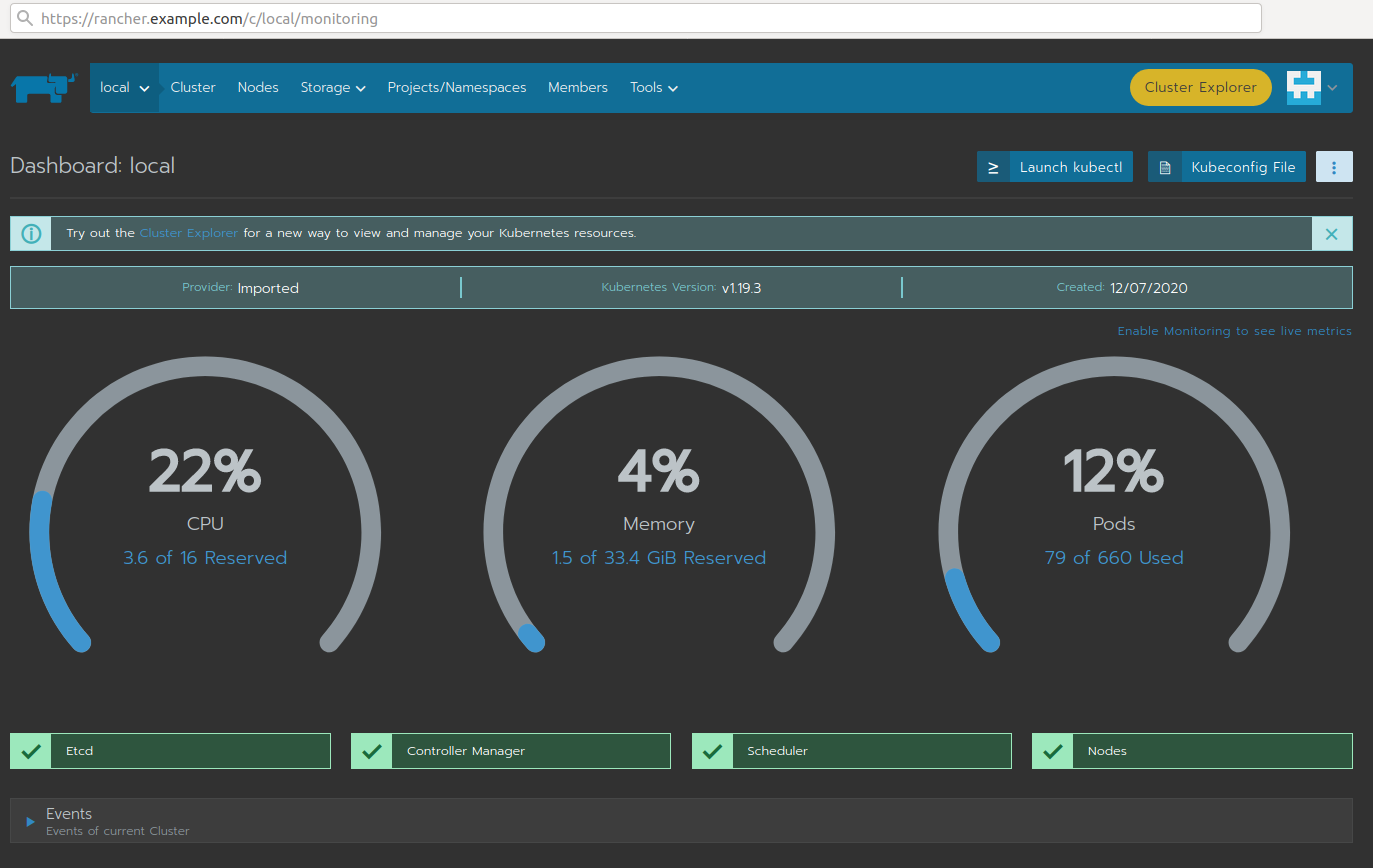 https://rancher.example.com/c/local/monitoring
local Cluster Nodes Storage Projects/Namespaces Members Tools Cluster Explorer
Dashboard: local
Launch kubectl Kubeconfig File
Try out the Cluster Explorer for a new way to view and manage your Kubernetes resources.
Provider: Imported Kubernetes Version: v1.19.3 Created: 12/07/2020
Enable Monitoring to see live metrics
22%
CPU
3.6 of 16 Reserved
4%
Memory
1.5 of 33.4 GiB Reserved
12%
Pods
79 of 660 Used
Etcd Controller Manager Scheduler Nodes
Events
Events of current Cluster